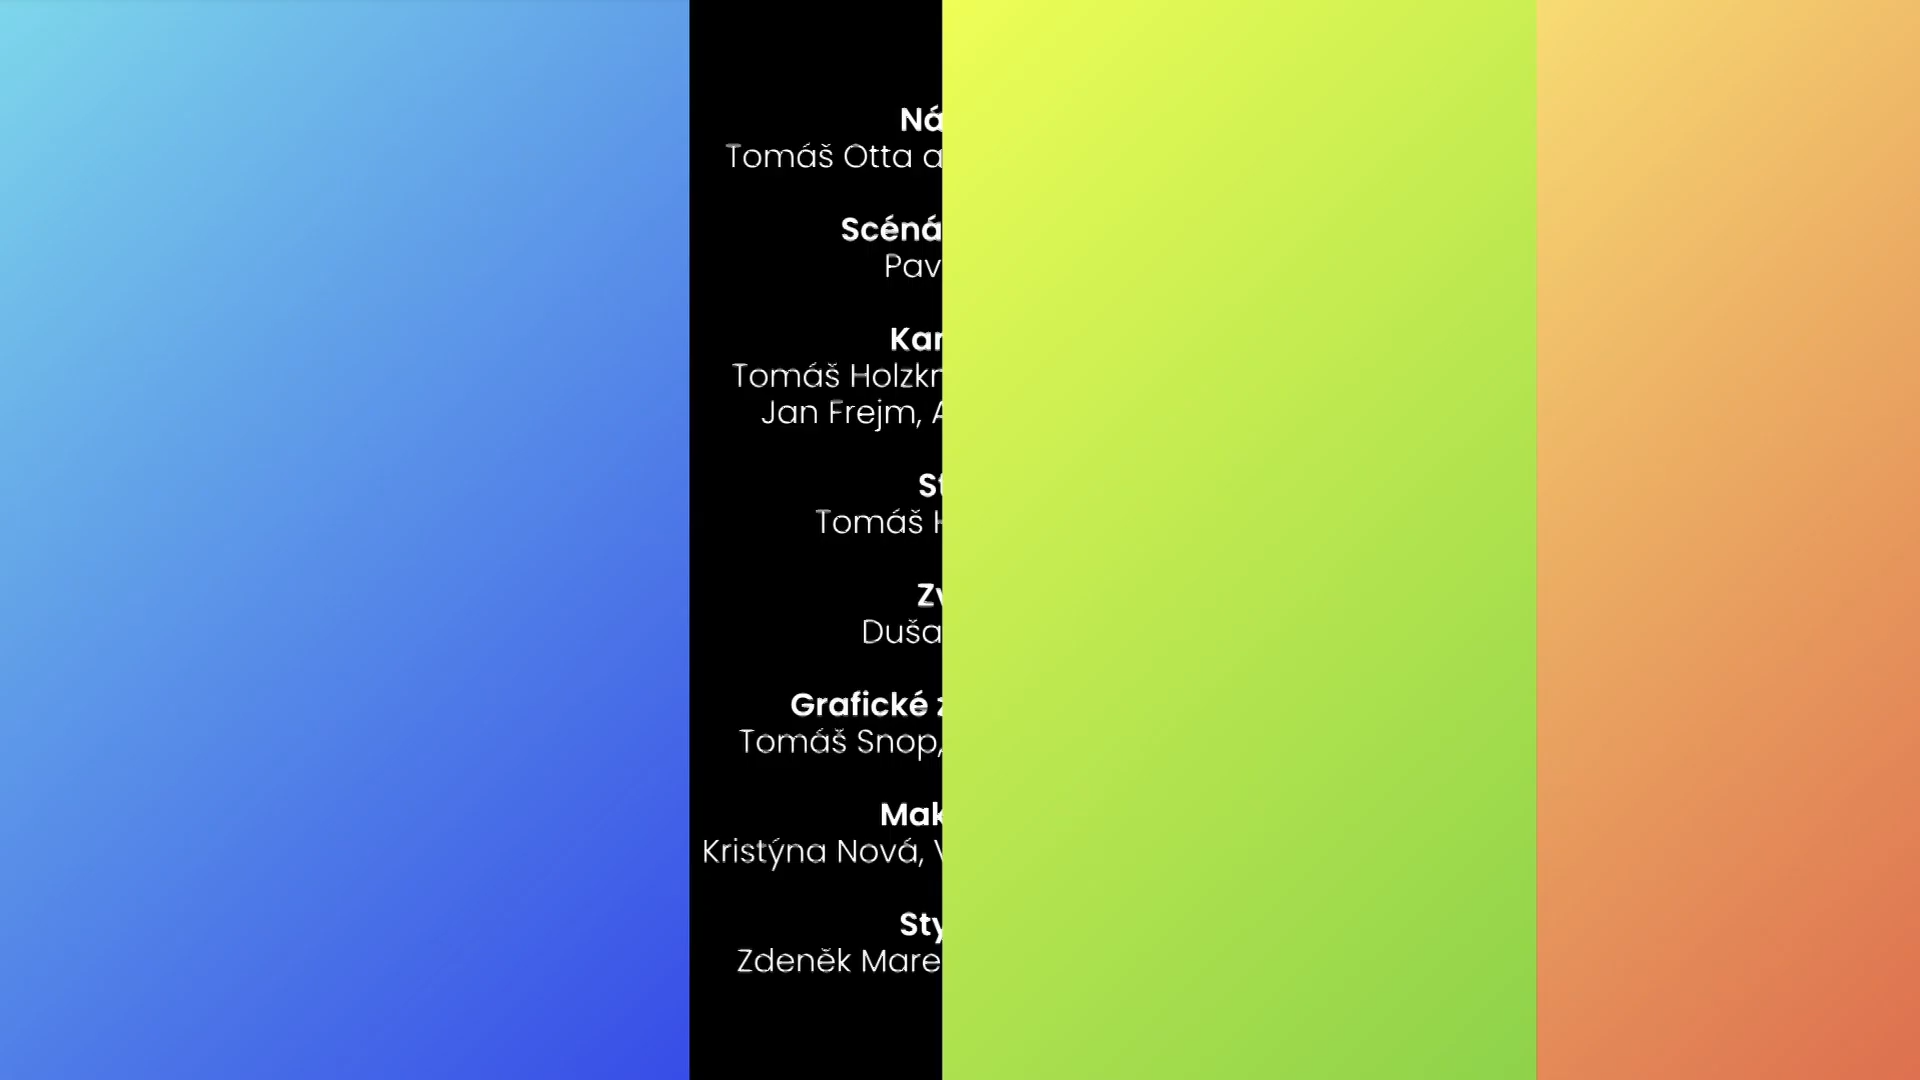 Ná
Tomáš Otta a
Scéná
Pav
Kar
Tomáš Holzkn
Jan Frejm, A
St
Tomáš H
Zv
Duša
Grafické z
Tomáš Snop,
Mak
Kristýna Nová, V
Sty
Zdeněk Mare